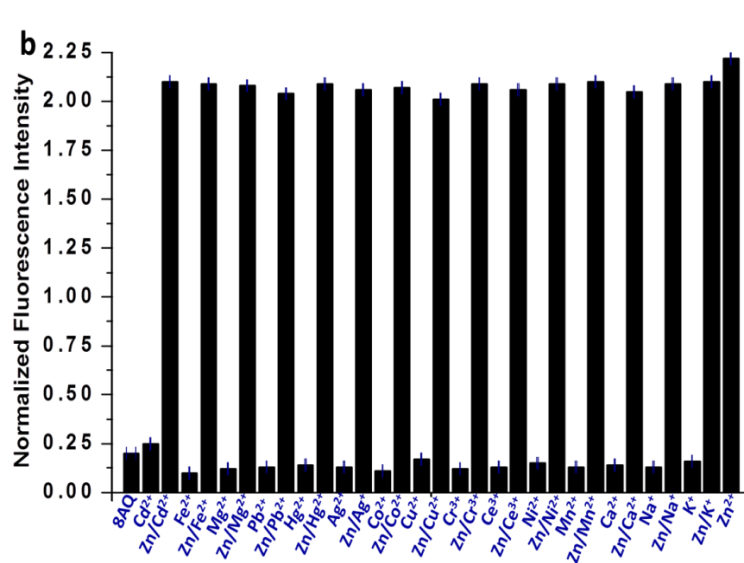 b
Normalized Fluorescence Intensity
2.25
2.00
1.75
1.50
1.25
1.00
0.75
0.50
0.25
0.00
8AQ
Cd²⁺
Zn/Cd²⁺
Fe²⁺
Zn/Fe²⁺
Mg²⁺
Zn/Mg²⁺
Pb²⁺
Zn/Pb²⁺
Hg²⁺
Zn/Hg²⁺
Ag²⁺
Zn/Ag⁺
Co²⁺
Zn/Co²⁺
Cu²⁺
Zn/Cu²⁺
Cr³⁺
Zn/Cr³⁺
Ce³⁺
Zn/Ce³⁺
Ni²⁺
Zn/Ni²⁺
Mn²⁺
Zn/Mn²⁺
Ca²⁺
Zn/Ca²⁺
Na⁺
Zn/Na⁺
K⁺
Zn/K⁺
Zn²⁺